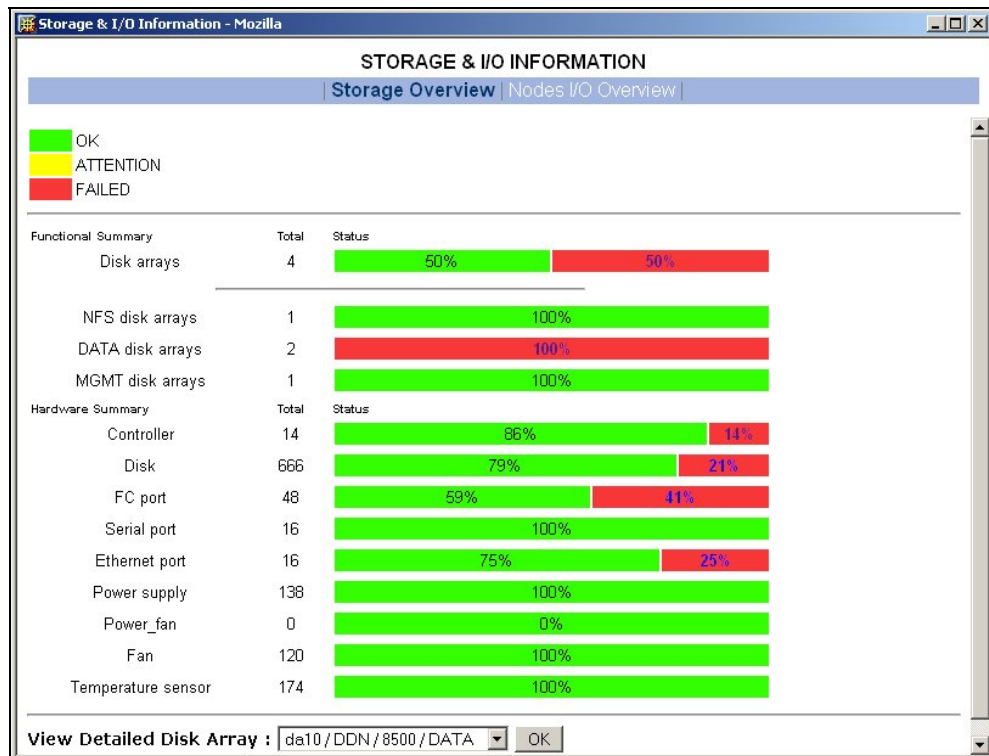 Storage & I/O Information - Mozilla
STORAGE & I/O INFORMATION
| Storage Overview | Nodes I/O Overview |
OK
ATTENTION
FAILED
Functional Summary Total Status
Disk arrays 4 50% 50%
NFS disk arrays 1 100%
DATA disk arrays 2 100%
MGMT disk arrays 1 100%
Hardware Summary Total Status
Controller 14 86% 14%
Disk 666 79% 21%
FC port 48 59% 41%
Serial port 16 100%
Ethernet port 16 75% 25%
Power supply 138 100%
Power_fan 0 0%
Fan 120 100%
Temperature sensor 174 100%
View Detailed Disk Array : da10 / DDN / 8500 / DATA OK